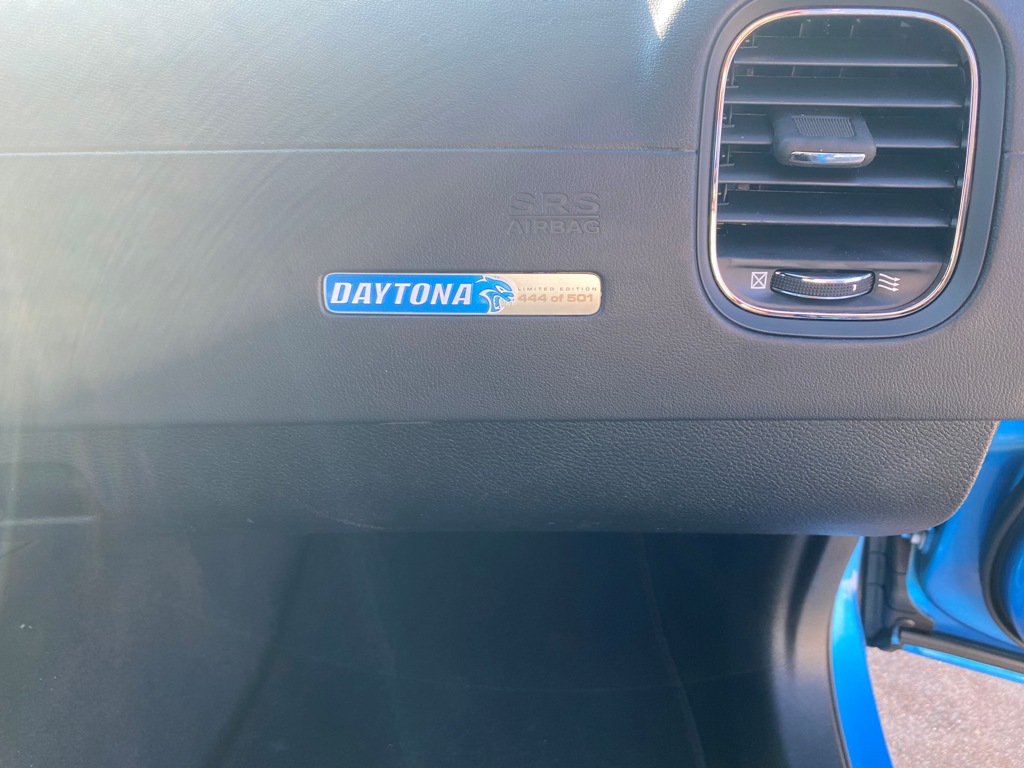 SRS
AIRBAG
DAYTONA
LIMITED EDITION
444 of 501